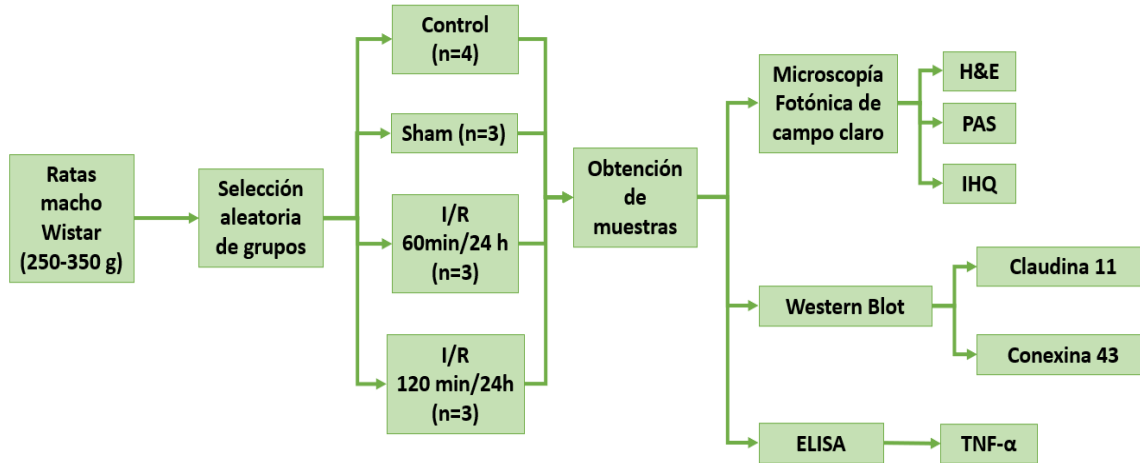 Ratas
macho
Wistar
(250-350 g)
Selección
aleatoria
de grupos
Control
(n=4)
Sham (n=3)
I/R
60min/24 h
(n=3)
I/R
120 min/24h
(n=3)
Obtención
de
muestras
Microscopía
Fotónica de
campo claro
H&E
PAS
IHQ
Western Blot
Claudina 11
Conexina 43
ELISA
TNF-α